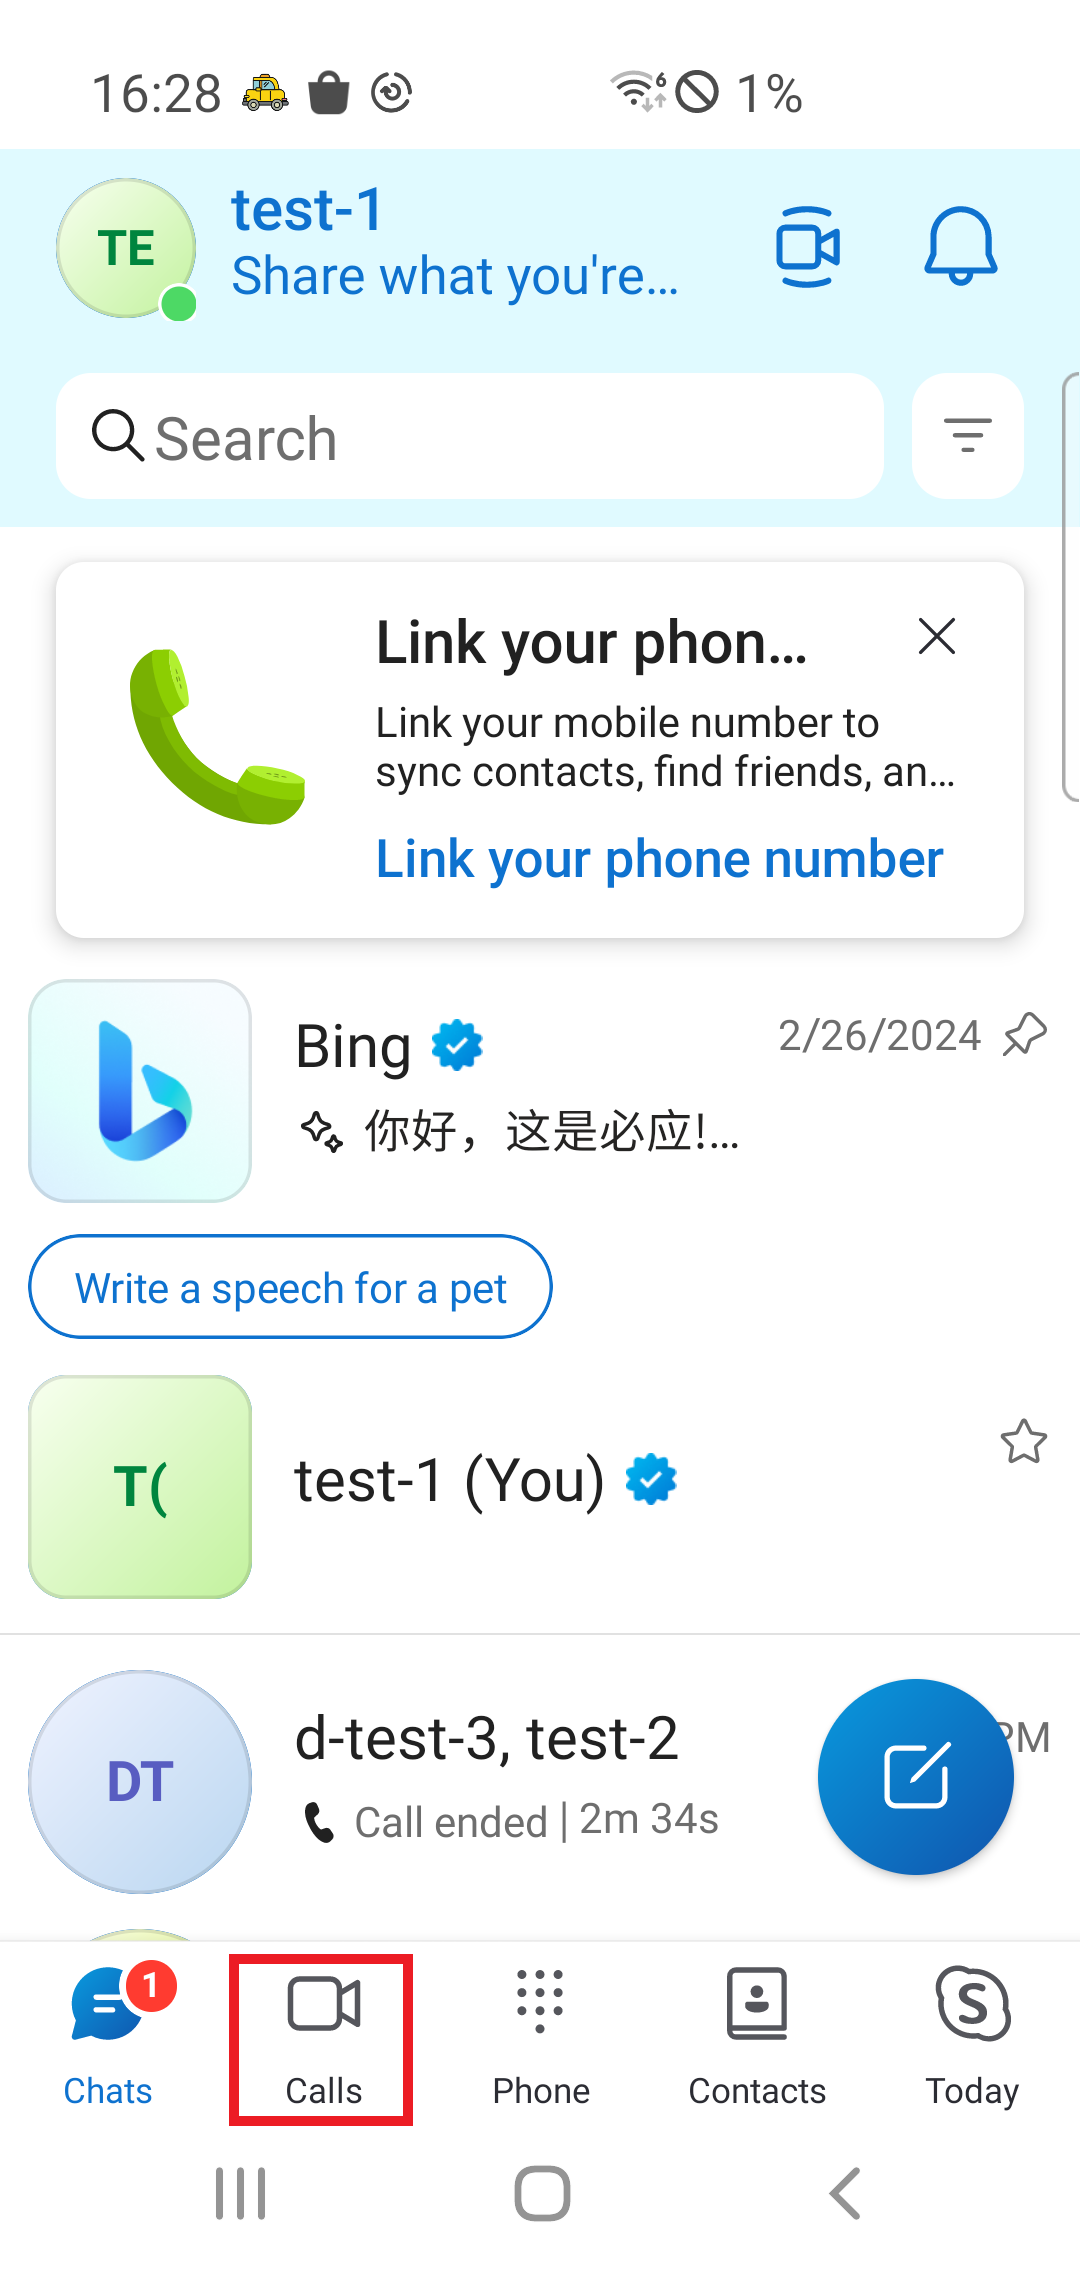 16:28 6 1%
TE test-1
Share what you're...
Search
Link your phon...
Link your mobile number to
sync contacts, find friends, an...
Link your phone number
Bing 2/26/2024
你好，这是必应!...
Write a speech for a pet
T( test-1 (You)
DT d-test-3, test-2 PM
Call ended | 2m 34s
1
Chats Calls Phone Contacts Today